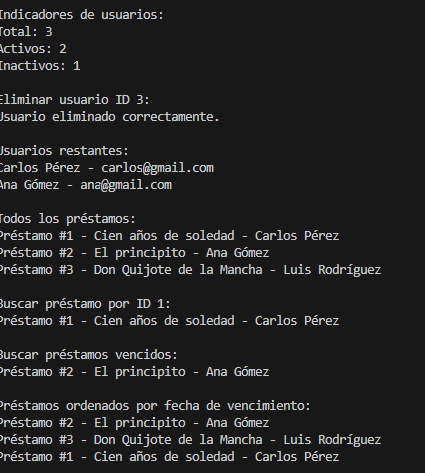 Indicadores de usuarios:
Total: 3
Activos: 2
Inactivos: 1
Eliminar usuario ID 3:
Usuario eliminado correctamente.
Usuarios restantes:
Carlos Pérez - carlos@gmail.com
Ana Gómez - ana@gmail.com
Todos los préstamos:
Préstamo #1 - Cien años de soledad - Carlos Pérez
Préstamo #2 - El principito - Ana Gómez
Préstamo #3 - Don Quijote de la Mancha - Luis Rodríguez
Buscar préstamo por ID 1:
Préstamo #1 - Cien años de soledad - Carlos Pérez
Buscar préstamos vencidos:
Préstamo #2 - El principito - Ana Gómez
Préstamos ordenados por fecha de vencimiento:
Préstamo #2 - El principito - Ana Gómez
Préstamo #3 - Don Quijote de la Mancha - Luis Rodríguez
Préstamo #1 - Cien años de soledad - Carlos Pérez